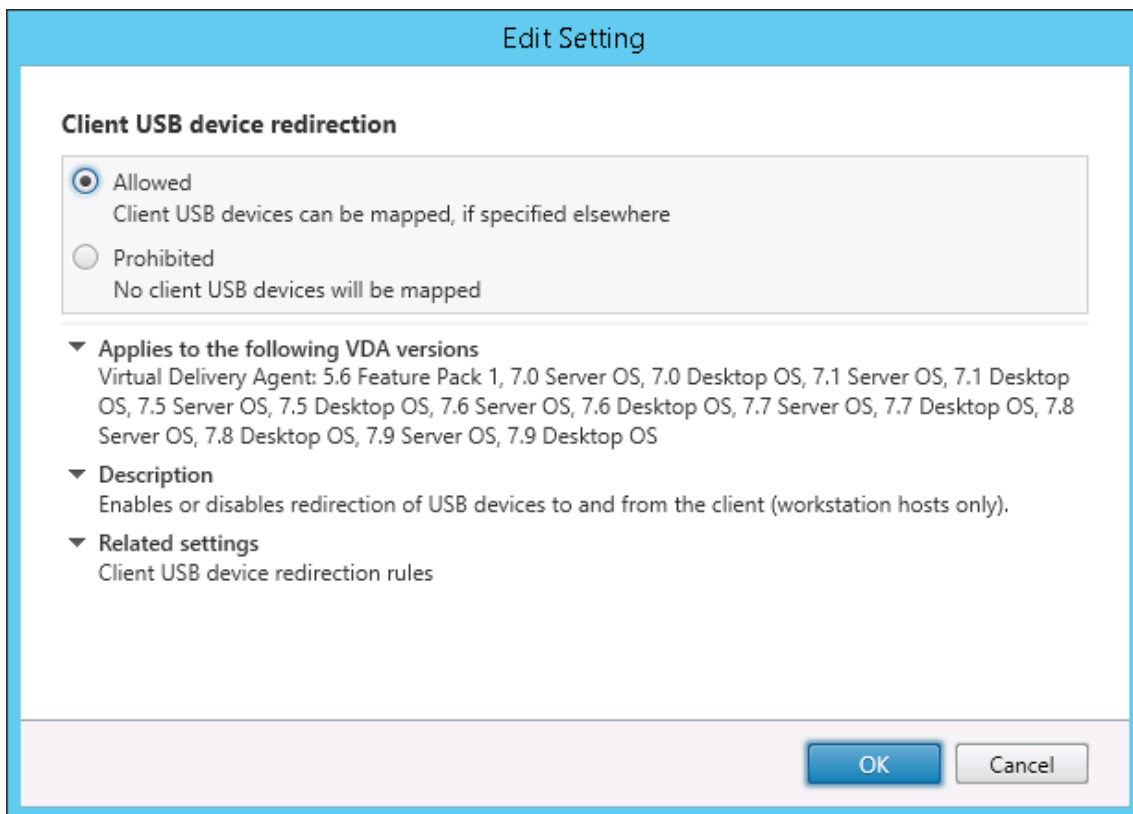 Edit Setting
Client USB device redirection
Allowed
Client USB devices can be mapped, if specified elsewhere
Prohibited
No client USB devices will be mapped
Applies to the following VDA versions
Virtual Delivery Agent: 5.6 Feature Pack 1, 7.0 Server OS, 7.0 Desktop OS, 7.1 Server OS, 7.1 Desktop
OS, 7.5 Server OS, 7.5 Desktop OS, 7.6 Server OS, 7.6 Desktop OS, 7.7 Server OS, 7.7 Desktop OS, 7.8
Server OS, 7.8 Desktop OS, 7.9 Server OS, 7.9 Desktop OS
Description
Enables or disables redirection of USB devices to and from the client (workstation hosts only).
Related settings
Client USB device redirection rules
OK Cancel